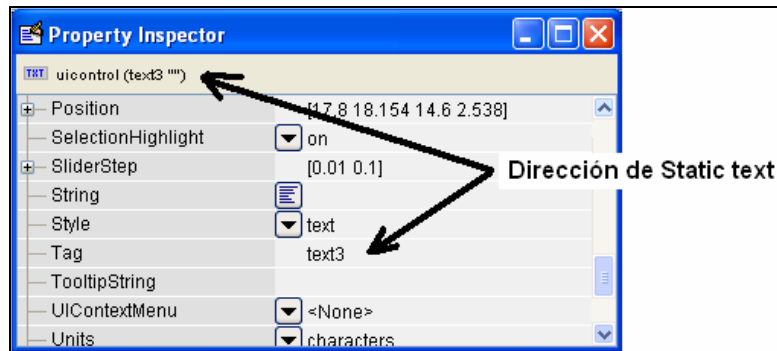 Property Inspector
TXT uicontrol (text3 "")
Position [17.8 18.154 14.6 2.538]
SelectionHighlight on
SliderStep [0.01 0.1]
Dirección de Static text
String
Style text
Tag text3
TooltipString
UIContextMenu <None>
Units characters